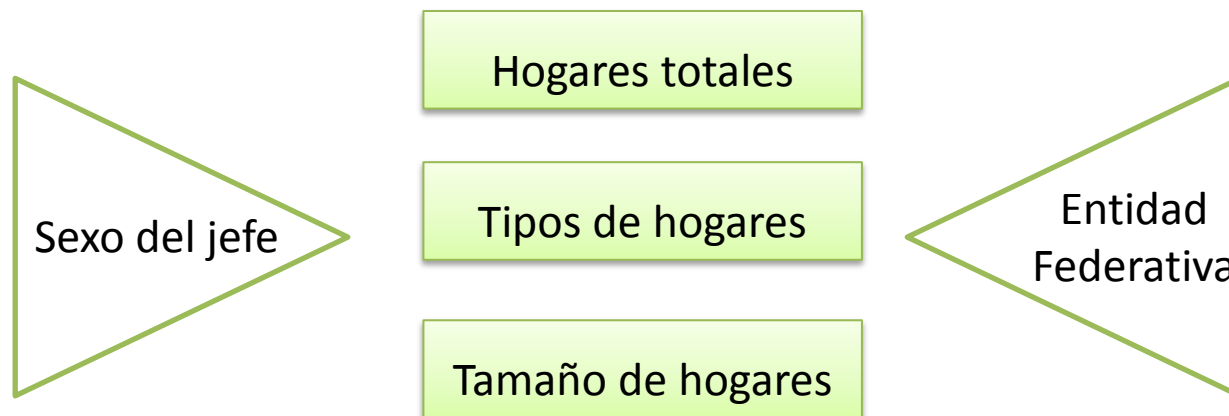 Hogares totales
Sexo del jefe
Tipos de hogares
Entidad
Federativa
Tamaño de hogares